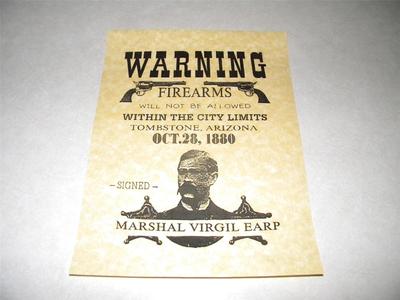 WARNING
FIREARMS
WILL NOT BE ALLOWED
WITHIN THE CITY LIMITS
TOMBSTONE, ARIZONA
OCT.28, 1880
– SIGNED –
MARSHAL VIRGIL EARP